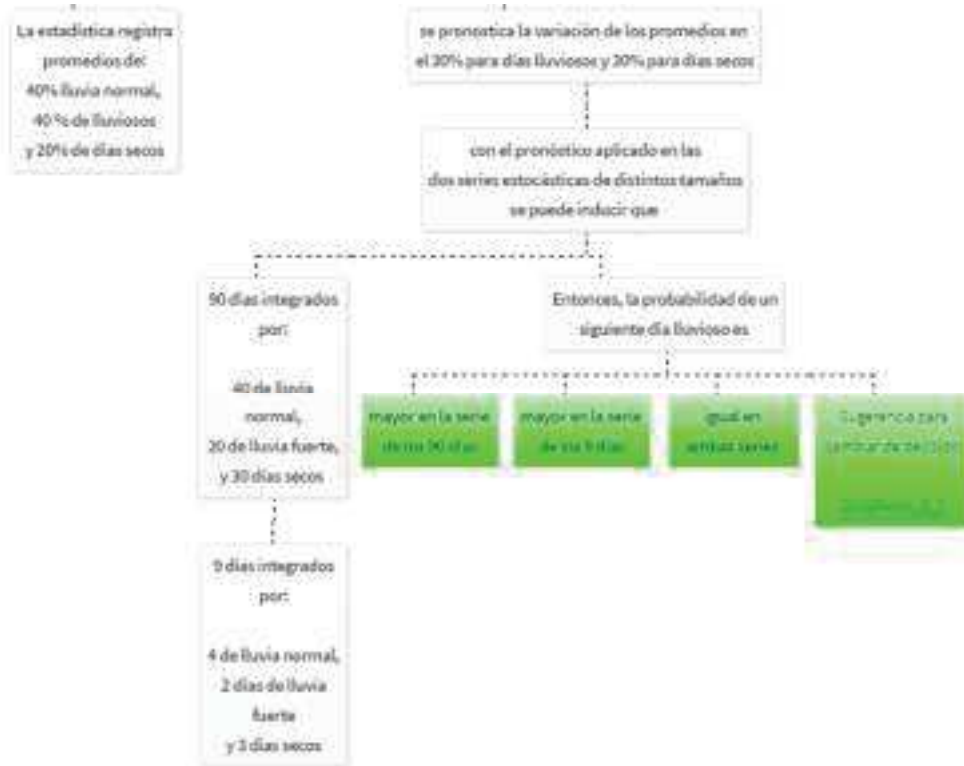 La estadística registra
promedios de:
40% lluvia normal,
40 % de lluviosos
y 20% de días secos
se pronostica la variación de los promedios en
el 30% para días lluviosos y 30% para días secos
con el pronóstico aplicado en las
dos series estocásticas de distintos tamaños
se puede inducir que
90 días integrados
por:
40 de lluvia
normal,
20 de lluvia fuerte,
y 30 días secos
Entonces, la probabilidad de un
siguiente día lluvioso es
mayor en la serie
de los 90 días
mayor en la serie
de los 9 días
igual en
ambas series
Sugerencia para
cambiar de decisión
9 días integrados
por:
4 de lluvia normal,
2 días de lluvia
fuerte
y 3 días secos